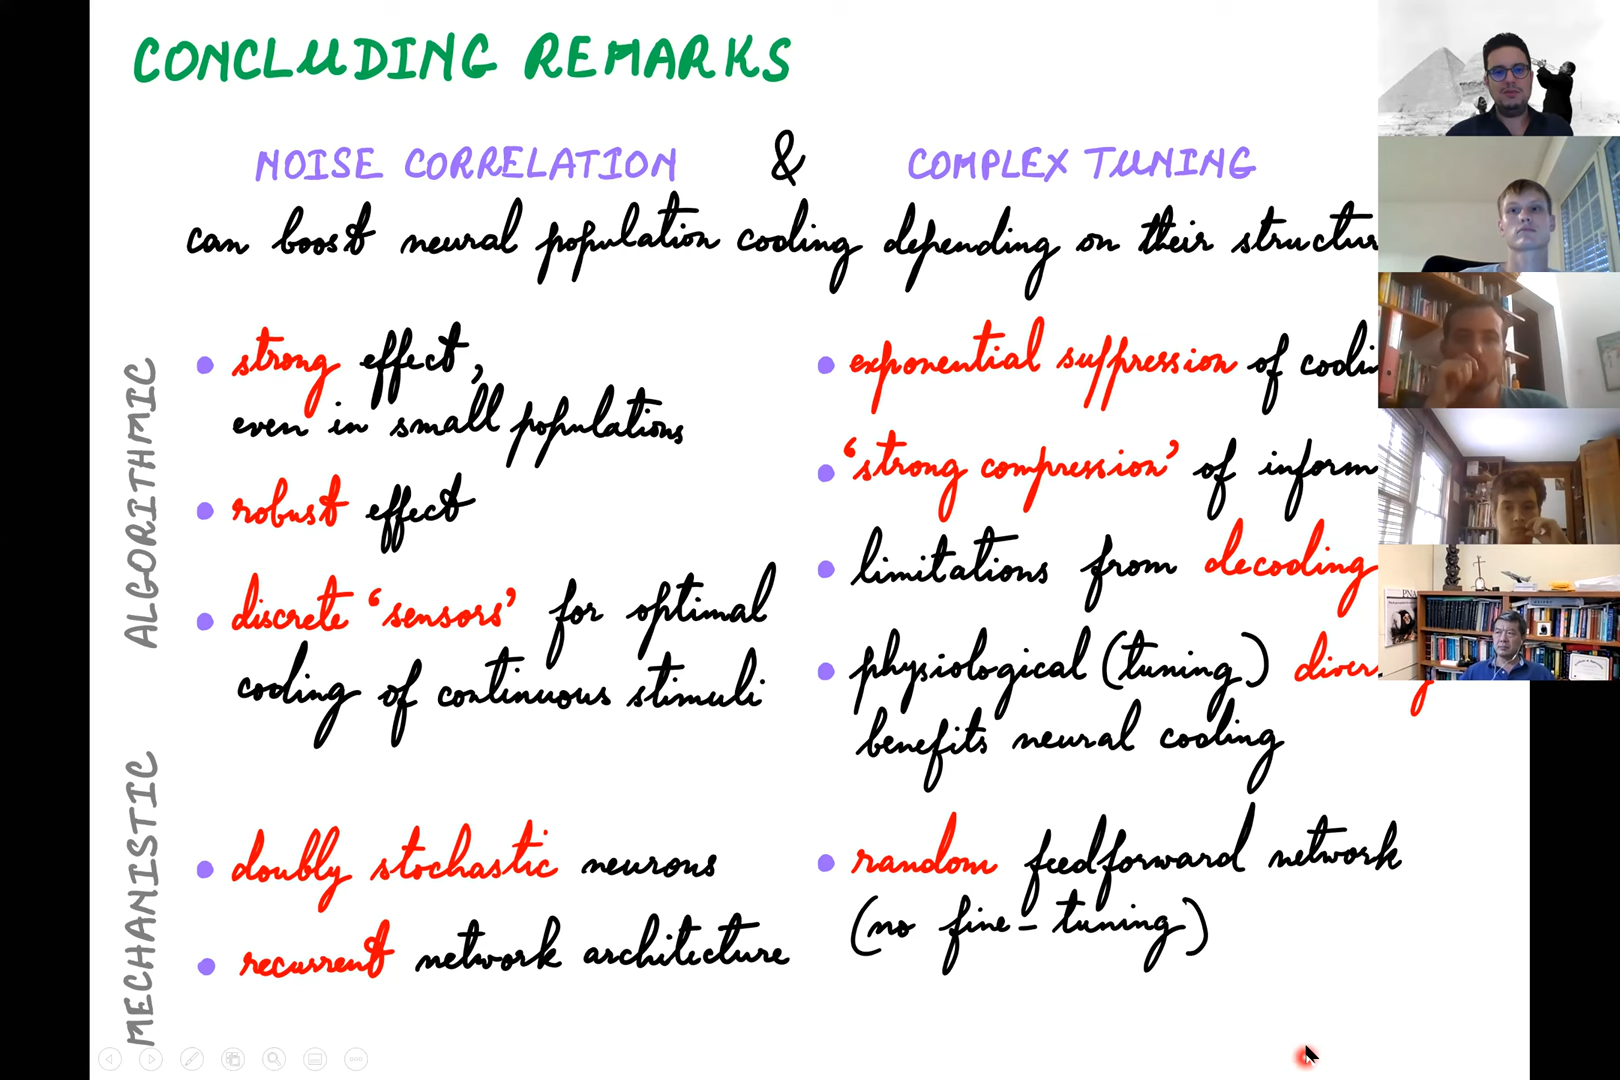 CONCLUDING REMARKS
NOISE CORRELATION & COMPLEX TUNING
can boost neural population coding depending on their structur
ALGORITHMIC
• strong effect,
even in small populations
• robust effect
• discrete 'sensors' for optimal
coding of continuous stimuli
• exponential suppression of codin
• 'strong compression' of inform
• limitations from decoding
• physiological (tuning) divers
benefits neural coding
MECHANISTIC
• doubly stochastic neurons
• recurrent network architecture
• random feedforward network
(no fine-tuning)